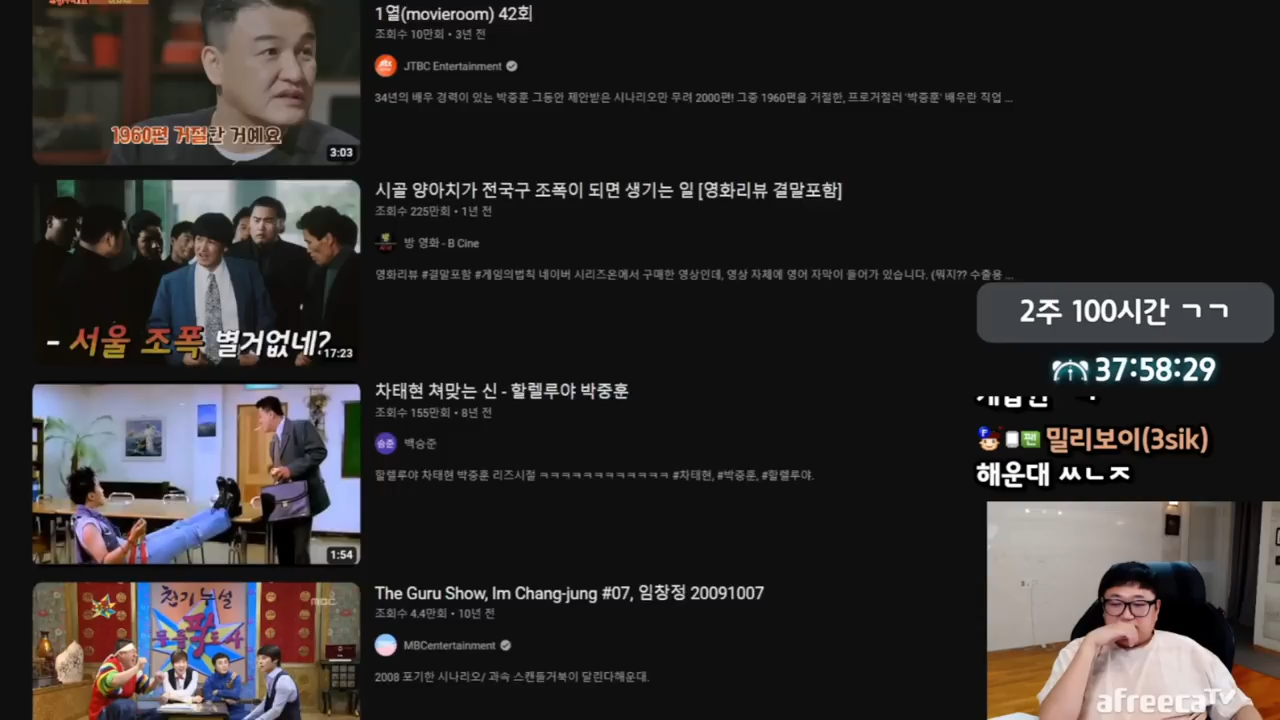 1열(movieroom) 42회
조회수 10만회 • 3년 전
JTBC Entertainment
34년의 배우 경력이 있는 박중훈 그동안 제안받은 시나리오만 무려 2000편! 그중 1960편을 거절한, 프로거절러 '박중훈' 배우란 직업 ...
1960편 거절한 거예요
3:03
시골 양아치가 전국구 조폭이 되면 생기는 일 [영화리뷰 결말포함]
조회수 225만회 • 1년 전
방 영화 - B Cine
영화리뷰 #결말포함 #게임의법칙 네이버 시리즈온에서 구매한 영상인데, 영상 자체에 영어 자막이 들어가 있습니다. (뭐지?? 수출용 ...
- 서울 조폭 별거없네?
17:23
2주 100시간 ㄱㄱ
37:58:29
밀리보이(3sik)
해운대 ㅆㄴㅈ
차태현 쳐맞는 신 - 할렐루야 박중훈
조회수 155만회 • 8년 전
승준 백승준
할렐루야 차태현 박중훈 리즈시절 ㅋㅋㅋㅋㅋㅋㅋㅋㅋㅋㅋㅋ #차태현, #박중훈, #할렐루야.
1:54
The Guru Show, Im Chang-jung #07, 임창정 20091007
조회수 4.4만회 • 10년 전
MBCentertainment
2008 포기한 시나리오/ 과속 스캔들거북이 달린다해운대.
천기누설
무릎팍도사
MBC
afreecaTV